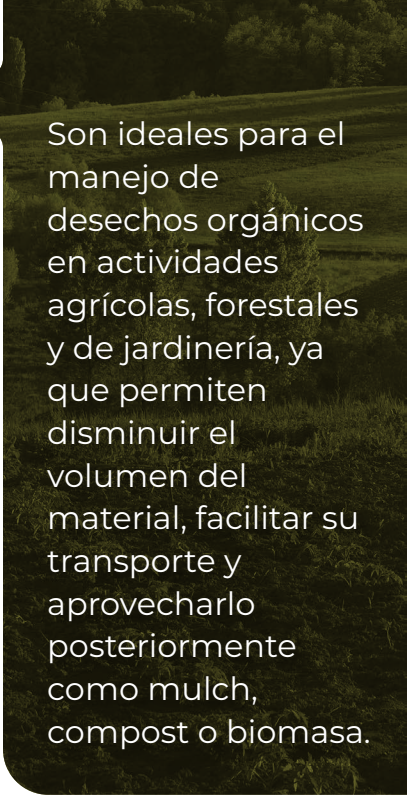 Son ideales para el
manejo de
desechos orgánicos
en actividades
agrícolas, forestales
y de jardinería, ya
que permiten
disminuir el
volumen del
material, facilitar su
transporte y
aprovecharlo
posteriormente
como mulch,
compost o biomasa.